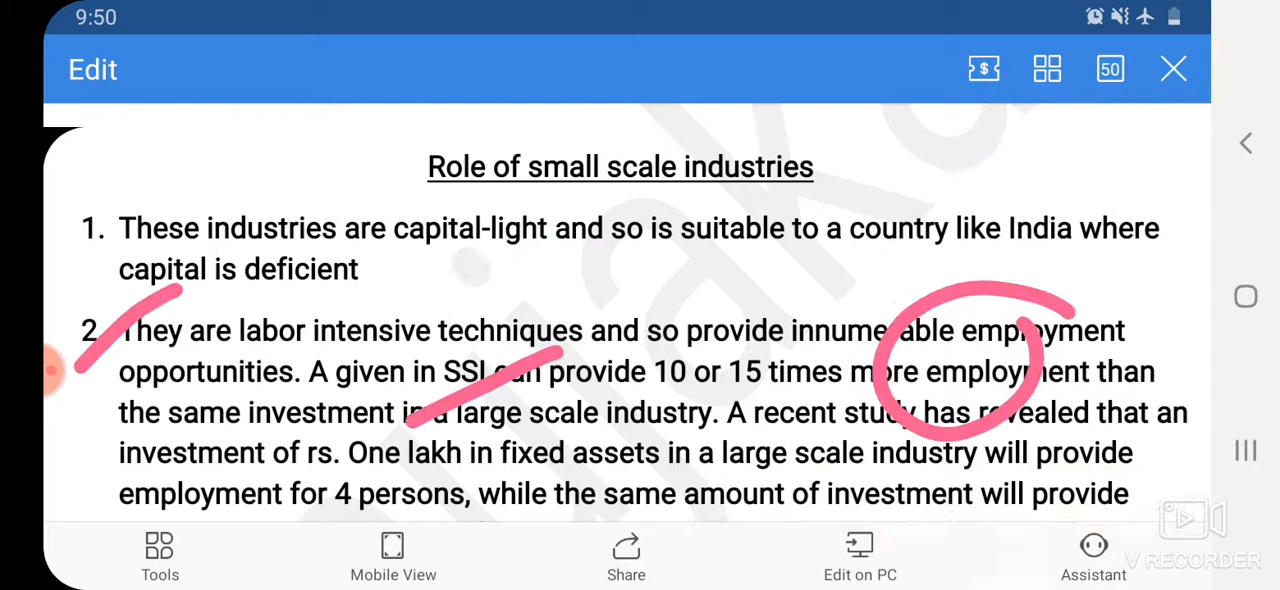 9:50
Edit
50
Role of small scale industries
1. These industries are capital-light and so is suitable to a country like India where
capital is deficient
2. They are labor intensive techniques and so provide innumerable employment
opportunities. A given in SSI can provide 10 or 15 times more employment than
the same investment in a large scale industry. A recent study has revealed that an
investment of rs. One lakh in fixed assets in a large scale industry will provide
employment for 4 persons, while the same amount of investment will provide
Tools
Mobile View
Share
Edit on PC
Assistant
V RECORDER